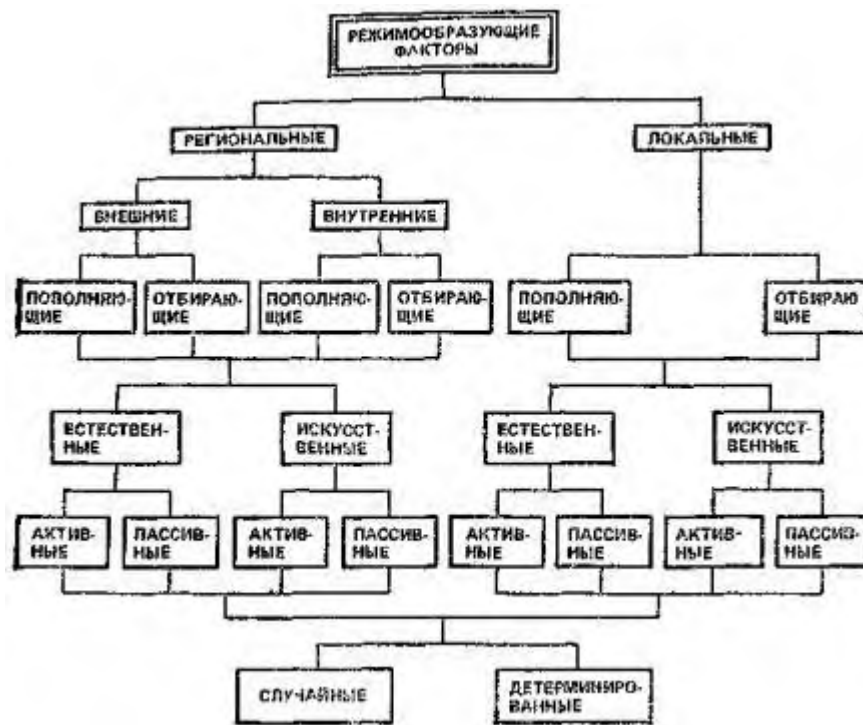 РЕЖИМООБРАЗУЮЩИЕ
ФАКТОРЫ
РЕГИОНАЛЬНЫЕ
ЛОКАЛЬНЫЕ
ВНЕШНИЕ
ВНУТРЕННИЕ
ПОПОЛНЯЮ-
ЩИЕ
ОТБИРАЮ-
ЩИЕ
ПОПОЛНЯЮ-
ЩИЕ
ОТБИРАЮ-
ЩИЕ
ПОПОЛНЯЮ-
ЩИЕ
ОТБИРАЮ-
ЩИЕ
ЕСТЕСТВЕН-
НЫЕ
ИСКУССТ-
ВЕННЫЕ
ЕСТЕСТВЕН-
НЫЕ
ИСКУССТ-
ВЕННЫЕ
АКТИВ-
НЫЕ
ПАССИВ-
НЫЕ
АКТИВ-
НЫЕ
ПАССИВ-
НЫЕ
АКТИВ-
НЫЕ
ПАССИВ-
НЫЕ
АКТИВ-
НЫЕ
ПАССИВ-
НЫЕ
СЛУЧАЙНЫЕ
ДЕТЕРМИНИРО-
ВАННЫЕ